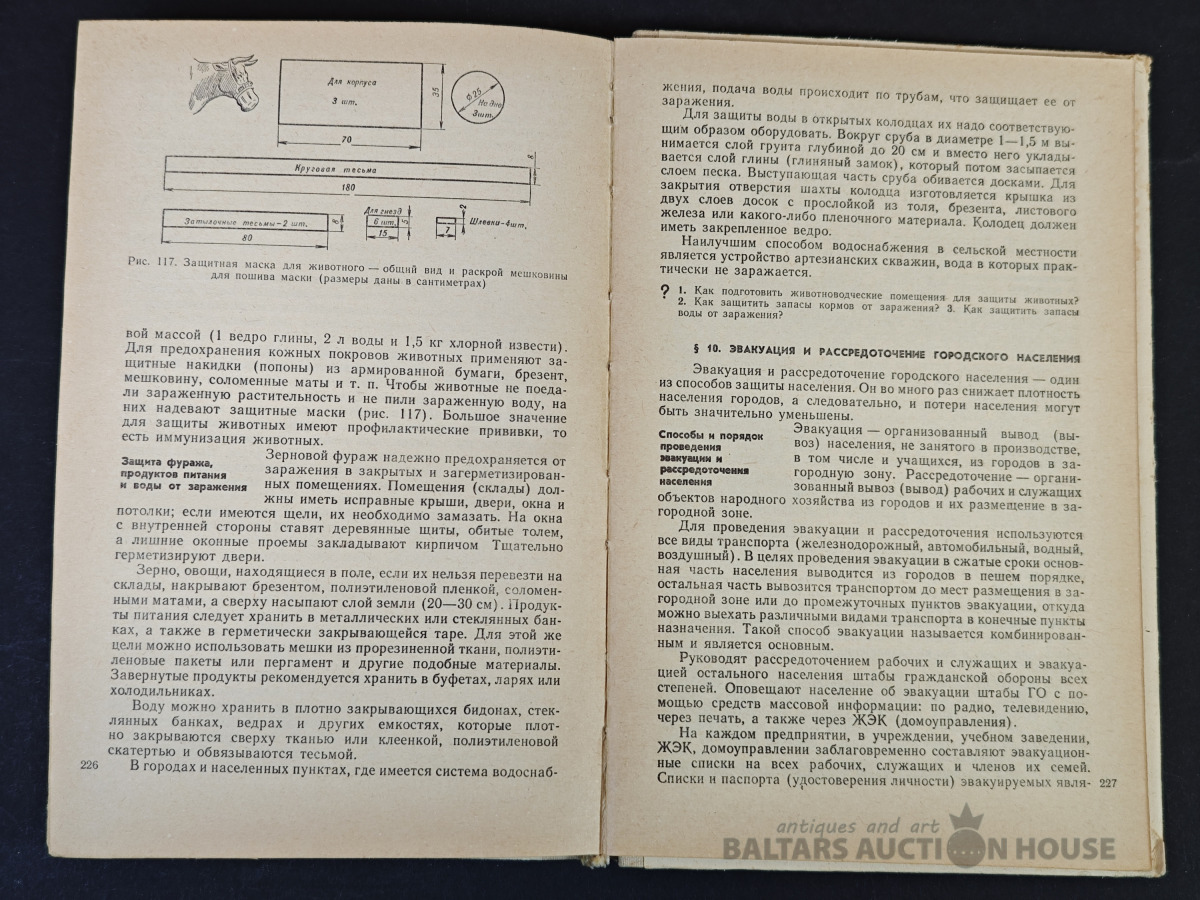 Для корпуса
3 шт.
35
70
Ф 25
На дно
3шт.
Круговая тесьма
8
180
Затылочные тесьмы-2 шт.
80
Для гнезд
6 шт.
15
2
7
Шлевки-4шт.
Рис. 117. Защитная маска для животного — общий вид и раскрой мешковины
для пошива маски (размеры даны в сантиметрах)
вой массой (1 ведро глины, 2 л воды и 1,5 кг хлорной извести).
Для предохранения кожных покровов животных применяют за-
щитные накидки (попоны) из армированной бумаги, брезент,
мешковину, соломенные маты и т. п. Чтобы животные не поеда-
ли зараженную растительность и не пили зараженную воду, на
них надевают защитные маски (рис. 117). Большое значение
для защиты животных имеют профилактические прививки, то
есть иммунизация животных.
Защита фуража,
продуктов питания
и воды от заражения
Зерновой фураж надежно предохраняется от
заражения в закрытых и загерметизирован-
ных помещениях. Помещения (склады) дол-
жны иметь исправные крыши, двери, окна и
потолки; если имеются щели, их необходимо замазать. На окна
с внутренней стороны ставят деревянные щиты, обитые толем,
а лишние оконные проемы закладывают кирпичом Тщательно
герметизируют двери.
Зерно, овощи, находящиеся в поле, если их нельзя перевезти на
склады, накрывают брезентом, полиэтиленовой пленкой, соломен-
ными матами, а сверху насыпают слой земли (20—30 см). Продук-
ты питания следует хранить в металлических или стеклянных бан-
ках, а также в герметически закрывающейся таре. Для этой же
цели можно использовать мешки из прорезиненной ткани, полиэти-
леновые пакеты или пергамент и другие подобные материалы.
Завернутые продукты рекомендуется хранить в буфетах, ларях или
холодильниках.
Воду можно хранить в плотно закрывающихся бидонах, стек-
лянных банках, ведрах и других емкостях, которые плот-
но закрываются сверху тканью или клеенкой, полиэтиленовой
скатертью и обвязываются тесьмой.
226 В городах и населенных пунктах, где имеется система водоснаб-
жения, подача воды происходит по трубам, что защищает ее от
заражения.
Для защиты воды в открытых колодцах их надо соответствую-
щим образом оборудовать. Вокруг сруба в диаметре 1—1,5 м вы-
нимается слой грунта глубиной до 20 см и вместо него уклады-
вается слой глины (глиняный замок), который потом засыпается
слоем песка. Выступающая часть сруба обивается досками. Для
закрытия отверстия шахты колодца изготовляется крышка из
двух слоев досок с прослойкой из толя, брезента, листового
железа или какого-либо пленочного материала. Колодец должен
иметь закрепленное ведро.
Наилучшим способом водоснабжения в сельской местности
является устройство артезианских скважин, вода в которых прак-
тически не заражается.
? 1. Как подготовить животноводческие помещения для защиты животных?
2. Как защитить запасы кормов от заражения? 3. Как защитить запасы
воды от заражения?
§ 10. ЭВАКУАЦИЯ И РАССРЕДОТОЧЕНИЕ ГОРОДСКОГО НАСЕЛЕНИЯ
Эвакуация и рассредоточение городского населения — один
из способов защиты населения. Он во много раз снижает плотность
населения городов, а следовательно, и потери населения могут
быть значительно уменьшены.
Способы и порядок
проведения
эвакуации и
рассредоточения
населения
Эвакуация — организованный вывод (вы-
воз) населения, не занятого в производстве,
в том числе и учащихся, из городов в за-
городную зону. Рассредоточение — органи-
зованный вывоз (вывод) рабочих и служащих
объектов народного хозяйства из городов и их размещение в за-
городной зоне.
Для проведения эвакуации и рассредоточения используются
все виды транспорта (железнодорожный, автомобильный, водный,
воздушный). В целях проведения эвакуации в сжатые сроки основ-
ная часть населения выводится из городов в пешем порядке,
остальная часть вывозится транспортом до мест размещения в за-
городной зоне или до промежуточных пунктов эвакуации, откуда
можно выехать различными видами транспорта в конечные пункты
назначения. Такой способ эвакуации называется комбинирован-
ным и является основным.
Руководят рассредоточением рабочих и служащих и эвакуа-
цией остального населения штабы гражданской обороны всех
степеней. Оповещают население об эвакуации штабы ГО с по-
мощью средств массовой информации: по радио, телевидению,
через печать, а также через ЖЭК (домоуправления).
На каждом предприятии, в учреждении, учебном заведении,
ЖЭК, домоуправлении заблаговременно составляют эвакуацион-
ные списки на всех рабочих, служащих и членов их семей.
Списки и паспорта (удостоверения личности) эвакуируемых явля- 227
antiques and art
BALTARS AUCTION HOUSE